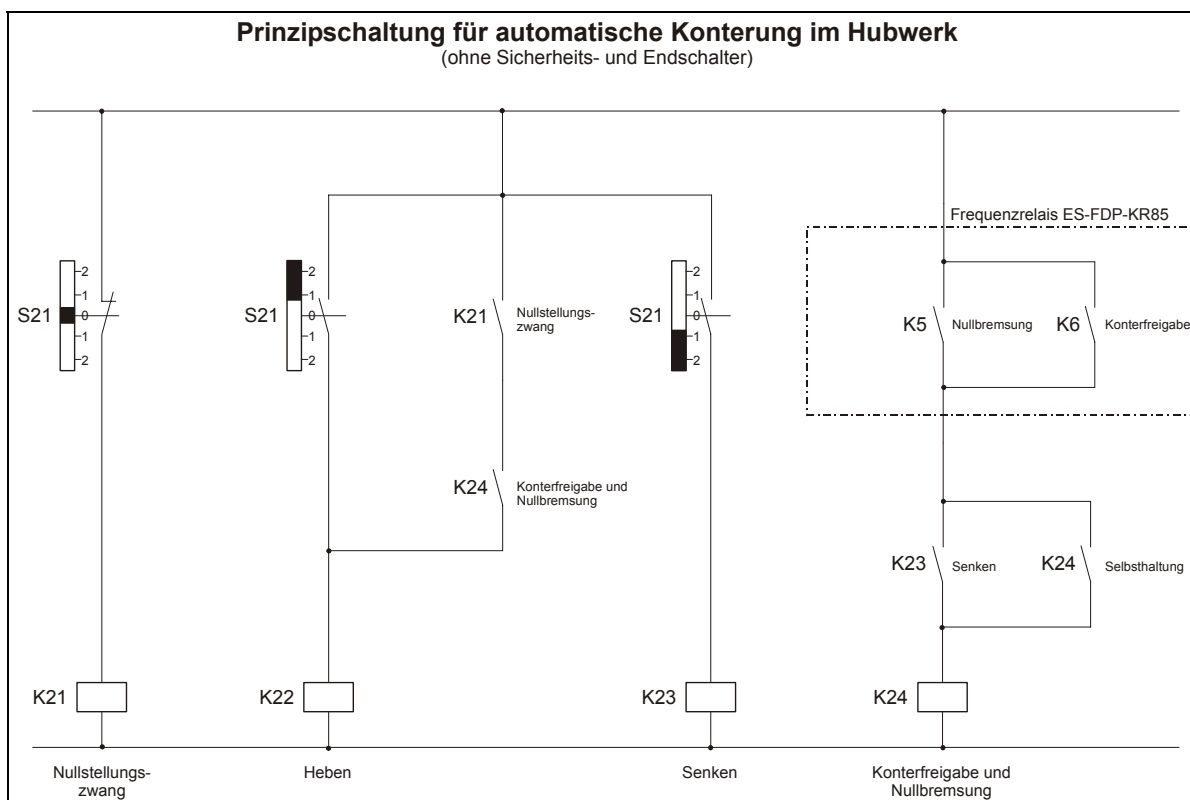 Prinzipschaltung für automatische Konterung im Hubwerk
(ohne Sicherheits- und Endschalter)
Frequenzrelais ES-FDP-KR85
S21
2
1
0
1
2
S21
2
1
0
1
2
K21
Nullstellungs-
zwang
S21
2
1
0
1
2
K5
Nullbremsung
K6
Konterfreigabe
K24
Konterfreigabe und
Nullbremsung
K23
Senken
K24
Selbsthaltung
K21
K22
K23
K24
Nullstellungs-
zwang
Heben
Senken
Konterfreigabe und
Nullbremsung